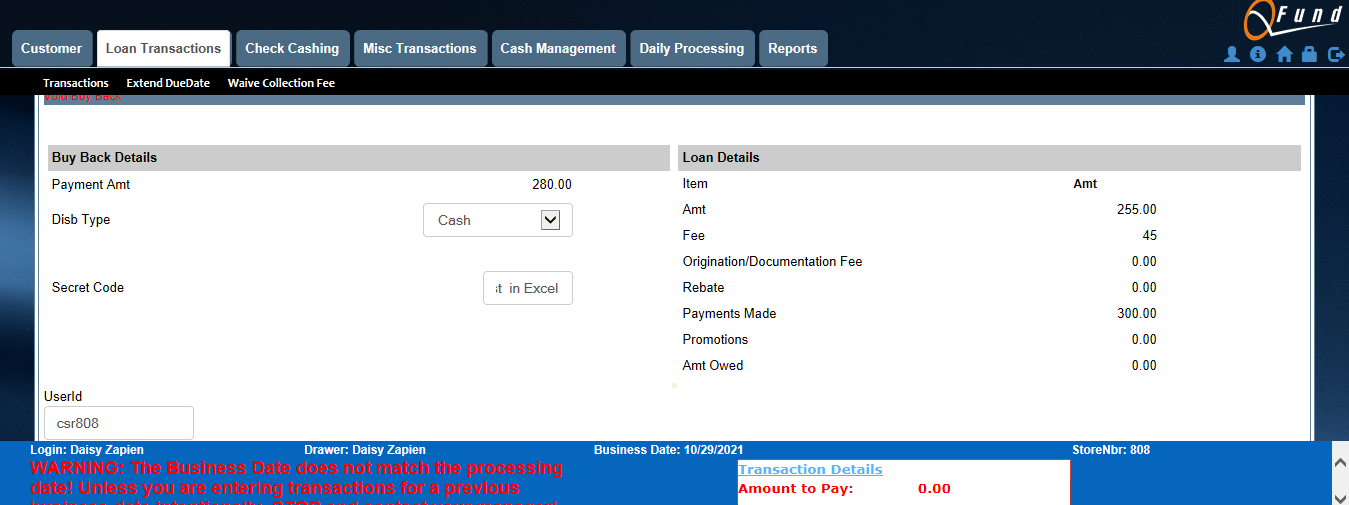 QFund
Customer Loan Transactions Check Cashing Misc Transactions Cash Management Daily Processing Reports
Transactions Extend DueDate Waive Collection Fee
Void Buy Back
Buy Back Details Loan Details
Payment Amt 280.00 Item Amt
Disb Type Cash Amt 255.00
Fee 45
Origination/Documentation Fee 0.00
Secret Code t in Excel Rebate 0.00
Payments Made 300.00
Promotions 0.00
Amt Owed 0.00
UserId
csr808
Login: Daisy Zapien Drawer: Daisy Zapien Business Date: 10/29/2021 StoreNbr: 808
WARNING: The Business Date does not match the processing
date! Unless you are entering transactions for a previous
Transaction Details
Amount to Pay: 0.00